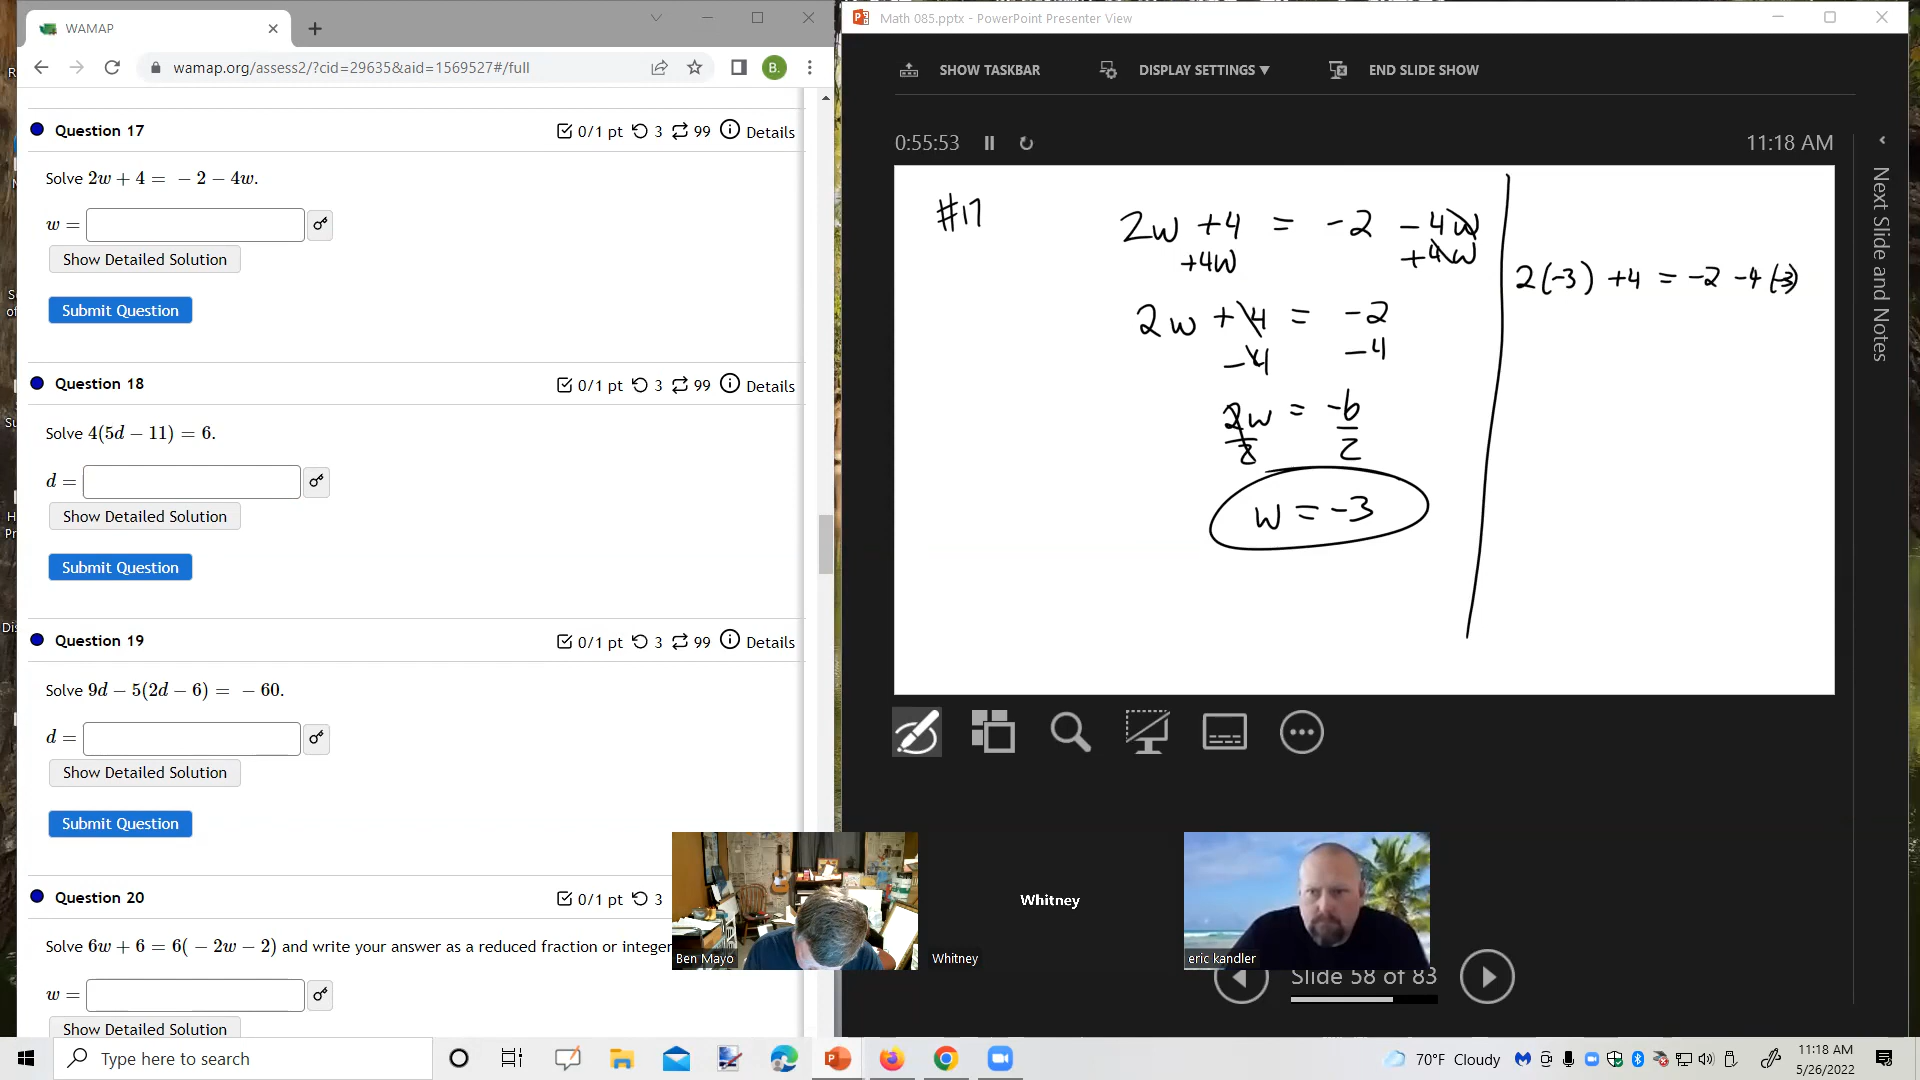 WAMAP
wamap.org/assess2/?cid=29635&aid=1569527#/full
B.
Question 17
0/1 pt 3 99 Details
Solve 2w + 4 = − 2 − 4w.
w =
Show Detailed Solution
Submit Question
Question 18
0/1 pt 3 99 Details
Solve 4(5d − 11) = 6.
d =
Show Detailed Solution
Submit Question
Question 19
0/1 pt 3 99 Details
Solve 9d − 5(2d − 6) = − 60.
d =
Show Detailed Solution
Submit Question
Question 20
0/1 pt 3
Solve 6w + 6 = 6( − 2w − 2) and write your answer as a reduced fraction or integer
w =
Show Detailed Solution
Math 085.pptx - PowerPoint Presenter View
SHOW TASKBAR
DISPLAY SETTINGS
END SLIDE SHOW
0:55:53
11:18 AM
Next Slide and Notes
#17
2w +4 = -2 -4w
+4w +4w
2w +4 = -2
-4 -4
2w = -6
2 2
w = -3
2(-3) +4 = -2 -4(-3)
Ben Mayo
Whitney
Whitney
eric kandler
Slide 58 of 83
Type here to search
70°F Cloudy
11:18 AM
5/26/2022